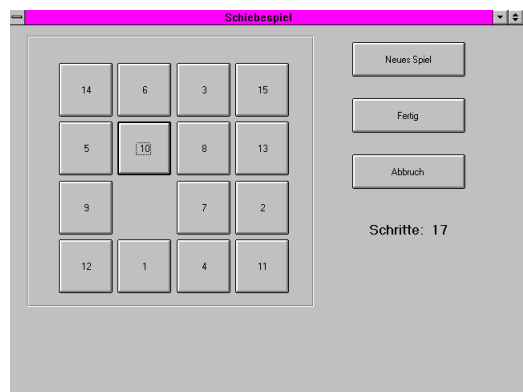 Schiebespiel
14 6 3 15
5 10 8 13
9 7 2
12 1 4 11
Neues Spiel
Fertig
Abbruch
Schritte: 17